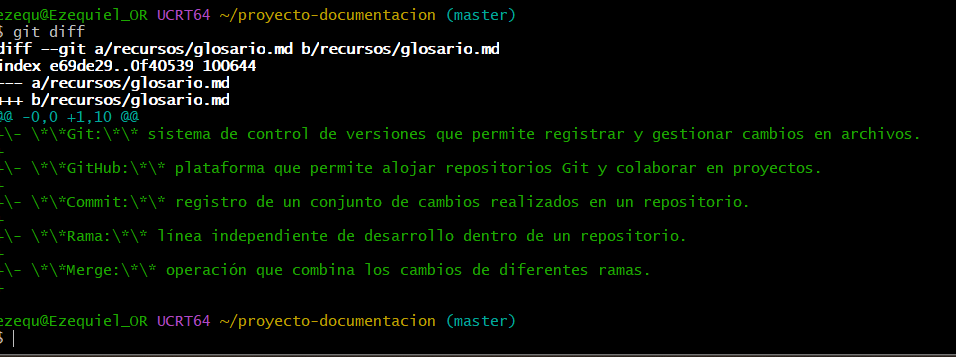 ezequ@Ezequiel_OR UCRT64 ~/proyecto-documentacion (master)
$ git diff
diff --git a/recursos/glosario.md b/recursos/glosario.md
index e69de29..0f40539 100644
--- a/recursos/glosario.md
+++ b/recursos/glosario.md
@@ -0,0 +1,10 @@
+\- \*\*Git:\*\* sistema de control de versiones que permite registrar y gestionar cambios en archivos.
+
+\- \*\*GitHub:\*\* plataforma que permite alojar repositorios Git y colaborar en proyectos.
+
+\- \*\*Commit:\*\* registro de un conjunto de cambios realizados en un repositorio.
+
+\- \*\*Rama:\*\* línea independiente de desarrollo dentro de un repositorio.
+
+\- \*\*Merge:\*\* operación que combina los cambios de diferentes ramas.
+
ezequ@Ezequiel_OR UCRT64 ~/proyecto-documentacion (master)
$